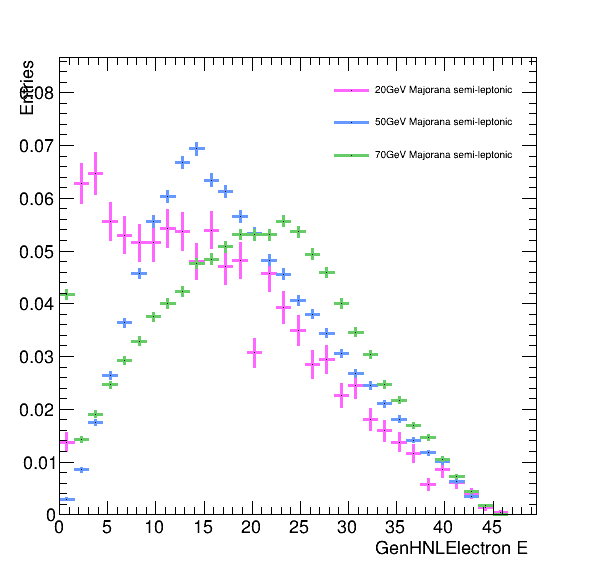 Entries
0.08
0.07
0.06
0.05
0.04
0.03
0.02
0.01
0
20GeV Majorana semi-leptonic
50GeV Majorana semi-leptonic
70GeV Majorana semi-leptonic
0 5 10 15 20 25 30 35 40 45
GenHNLElectron E